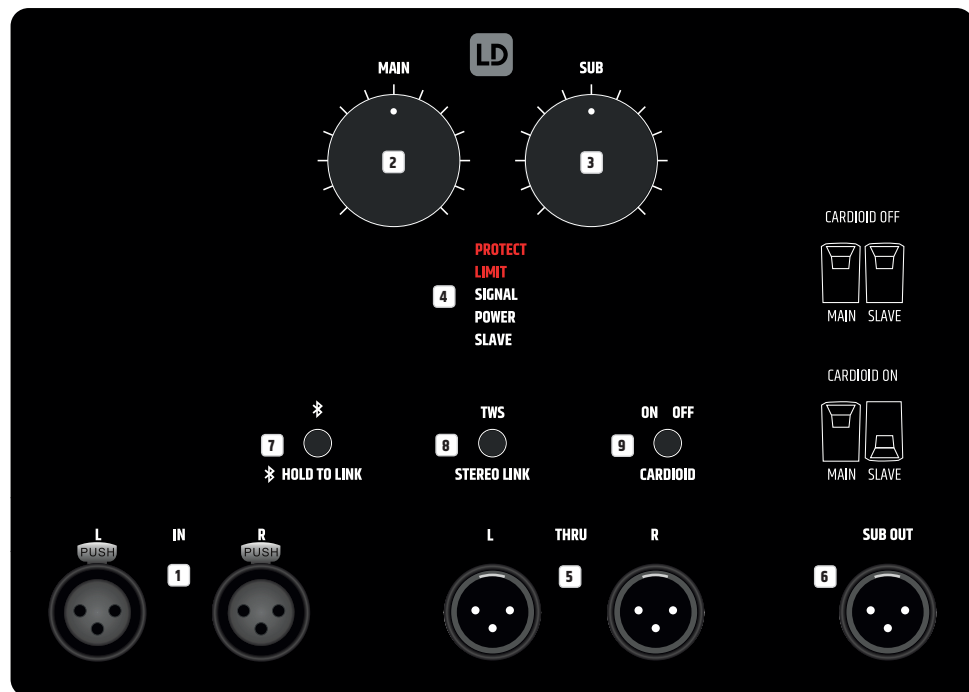 LD
MAIN
SUB
2
3
CARDIOID OFF
PROTECT
LIMIT
4
SIGNAL
POWER
SLAVE
MAIN SLAVE
CARDIOID ON
TWS
ON OFF
7
8
9
HOLD TO LINK
STEREO LINK
CARDIOID
MAIN SLAVE
L IN R
L THRU R
SUB OUT
PUSH
PUSH
1
5
6